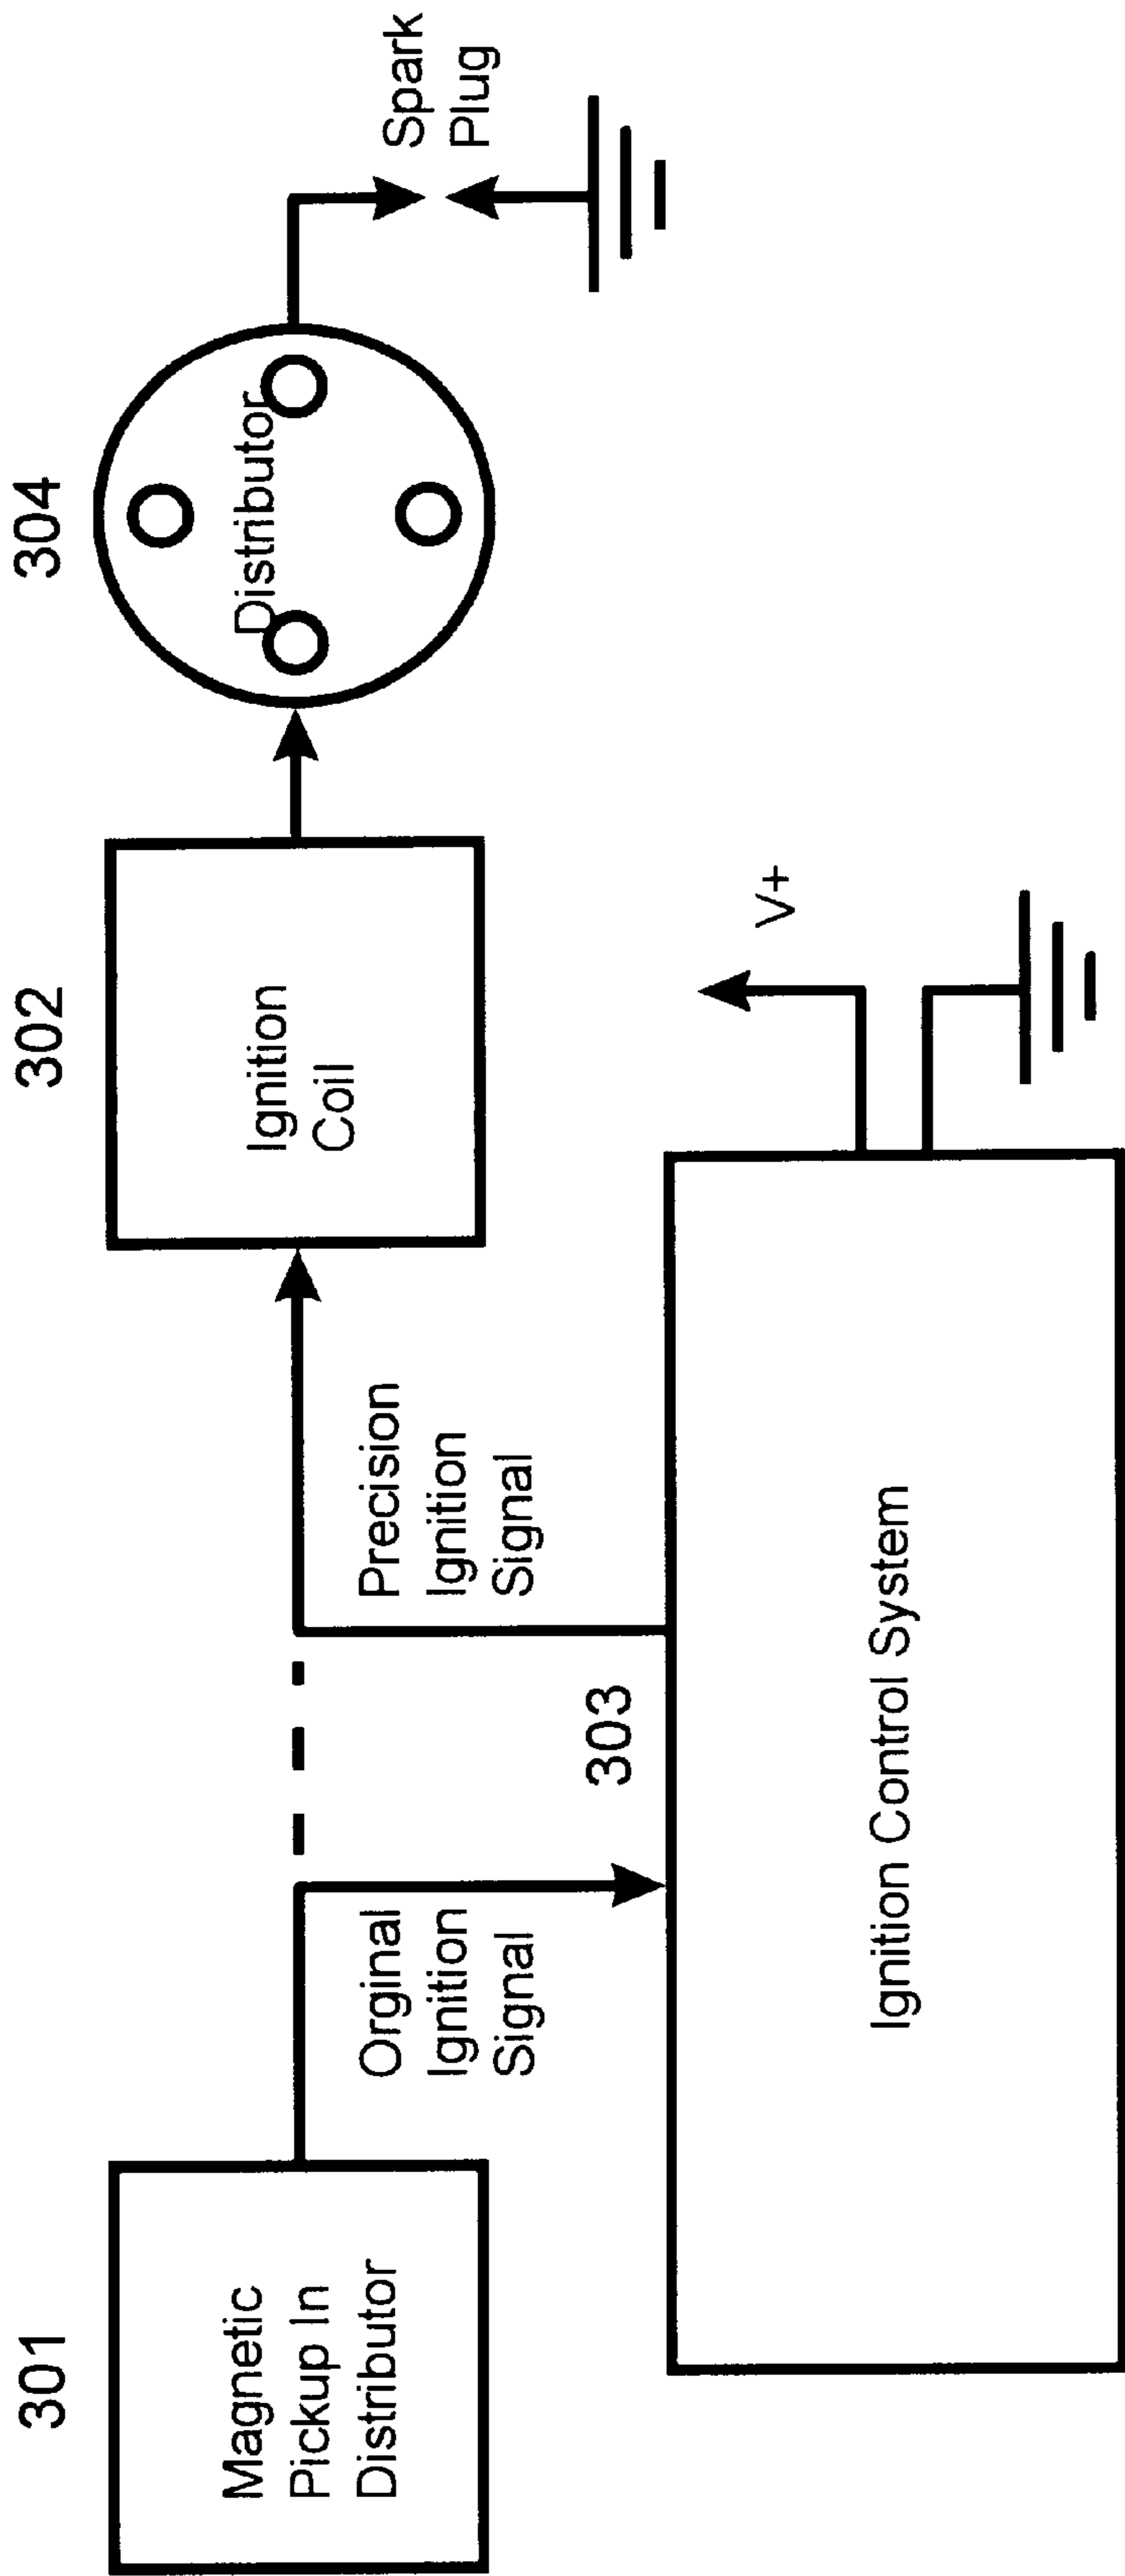 301
Magnetic
Pickup In
Distributor
Orginal
Ignition
Signal
303
Precision
Ignition
Signal
302
Ignition
Coil
304
Distributor
Spark
Plug
Ignition Control System
V+